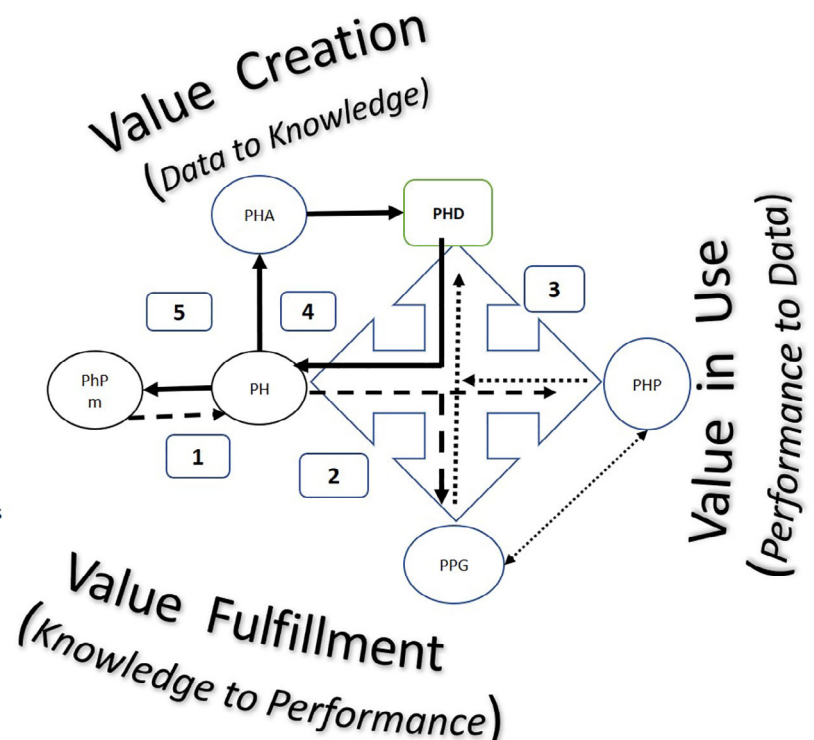 Value Creation
(Data to Knowledge)
PHA
PHD
5
4
3
PhP
m
PH
PHP
1
2
PPG
Value in Use
(Performance to Data)
Value Fulfillment
(Knowledge to Performance)